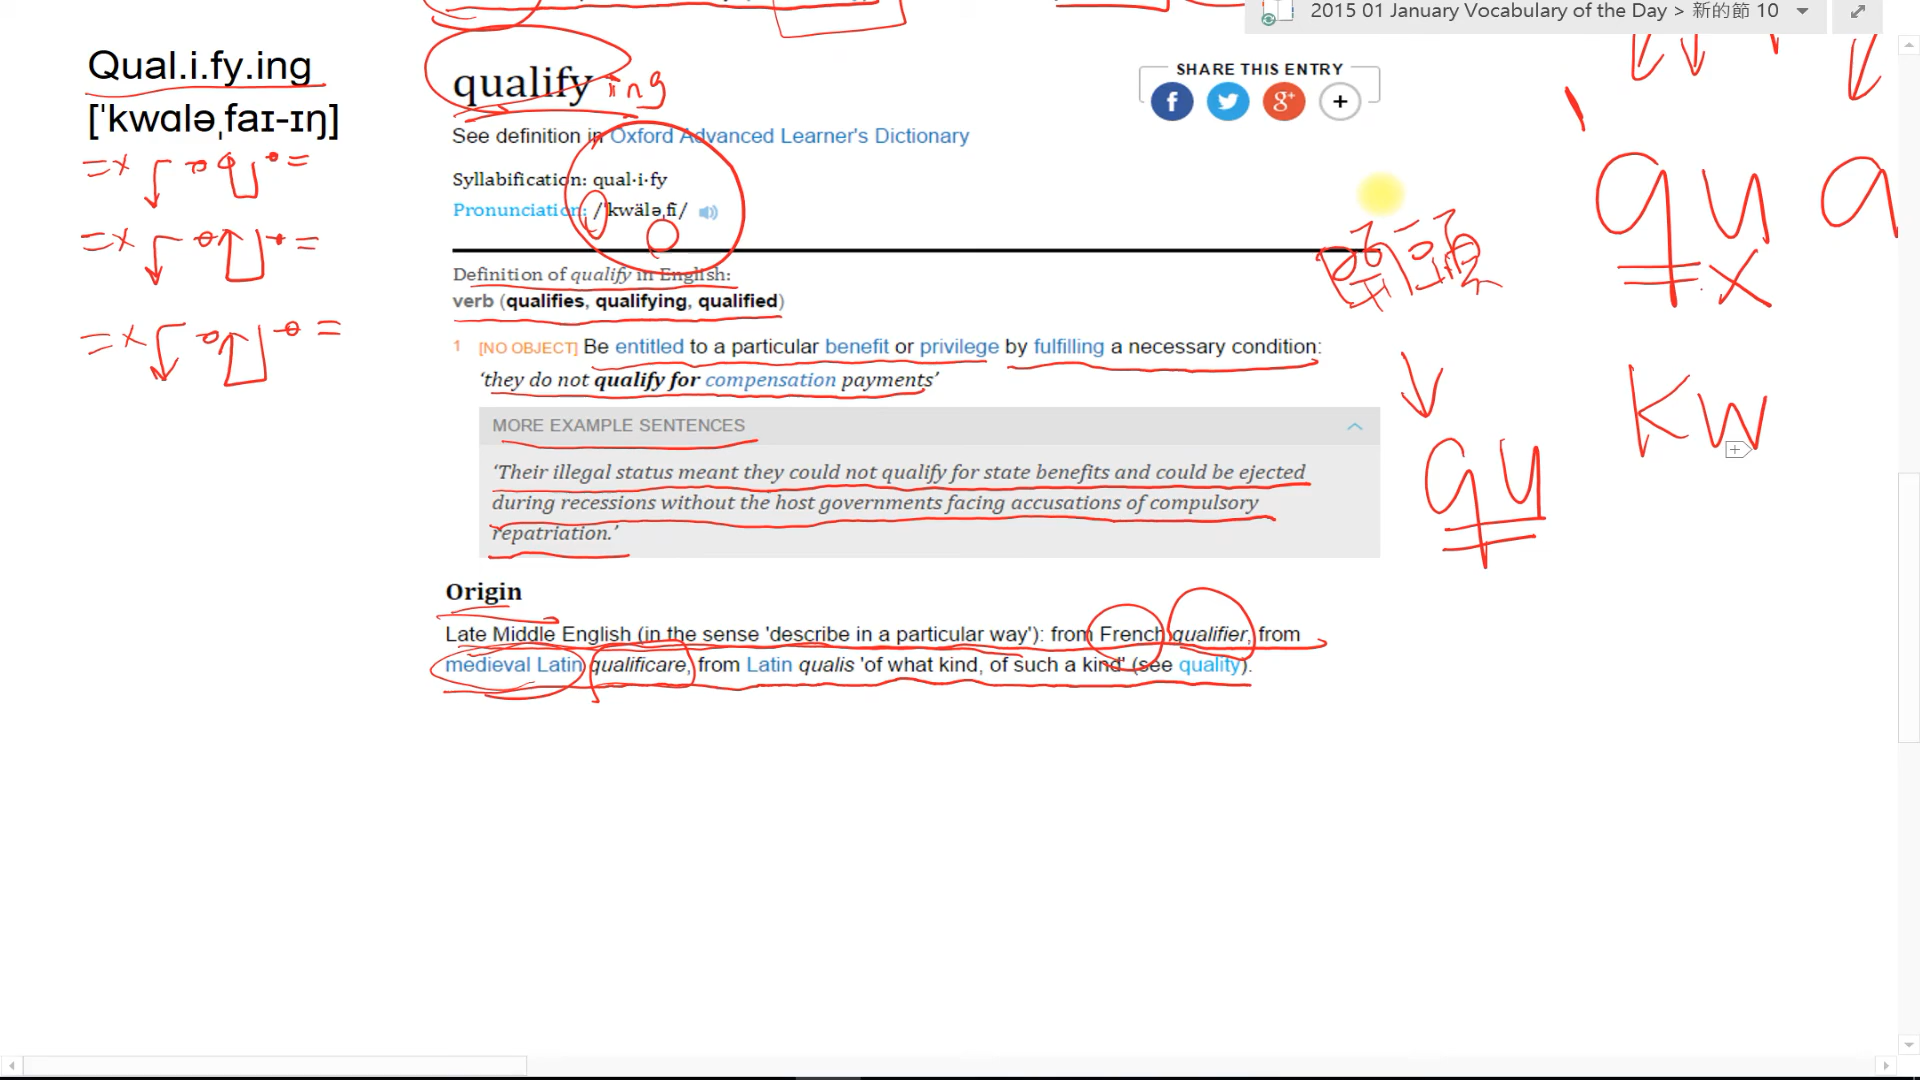 2015 01 January Vocabulary of the Day > 新的節 10
Qual.i.fy.ing
[ˈkwɑləˌfaɪ-ɪŋ]
qualify ing
SHARE THIS ENTRY
See definition in Oxford Advanced Learner's Dictionary
Syllabification: qual·i·fy
Pronunciation: /ˈkwäləˌfī/
Definition of qualify in English:
verb (qualifies, qualifying, qualified)
1 [NO OBJECT] Be entitled to a particular benefit or privilege by fulfilling a necessary condition:
‘they do not qualify for compensation payments’
MORE EXAMPLE SENTENCES
‘Their illegal status meant they could not qualify for state benefits and could be ejected
during recessions without the host governments facing accusations of compulsory
repatriation.’
Origin
Late Middle English (in the sense 'describe in a particular way'): from French qualifier, from
medieval Latin qualificare, from Latin qualis 'of what kind, of such a kind' (see quality).
qu a
kw
qu